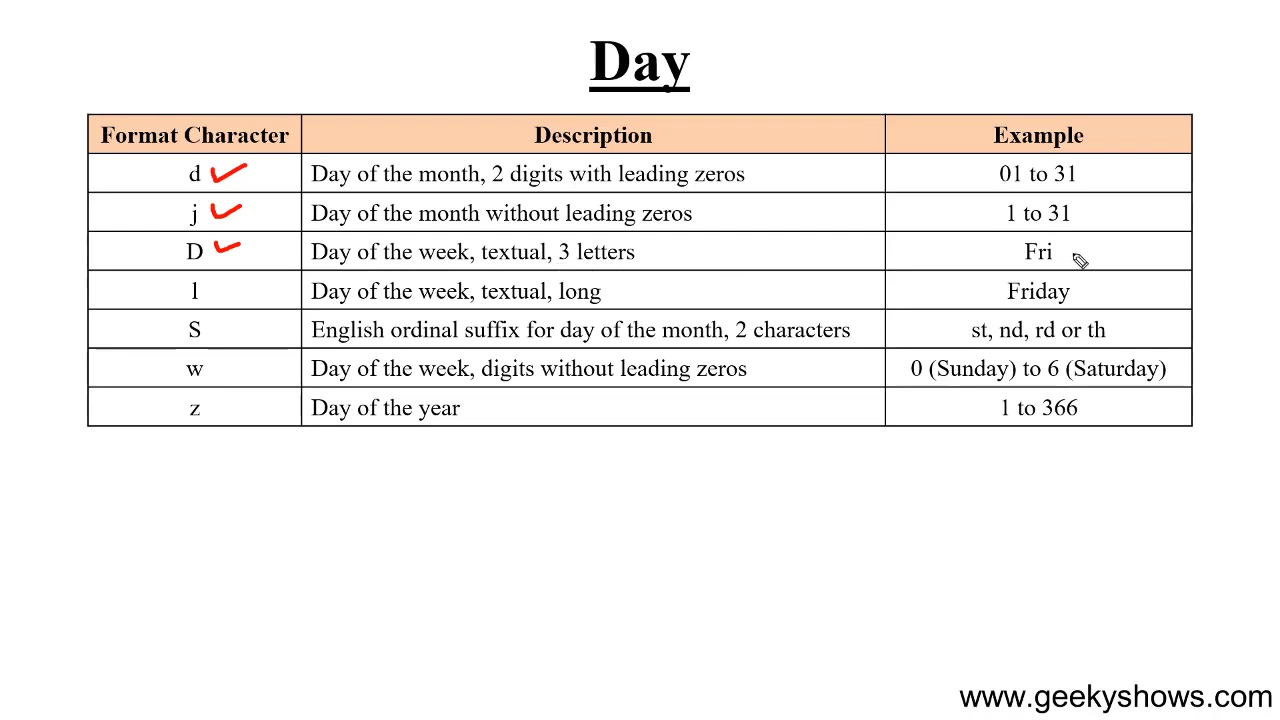 Day
Format Character Description Example
d Day of the month, 2 digits with leading zeros 01 to 31
j Day of the month without leading zeros 1 to 31
D Day of the week, textual, 3 letters Fri
l Day of the week, textual, long Friday
S English ordinal suffix for day of the month, 2 characters st, nd, rd or th
w Day of the week, digits without leading zeros 0 (Sunday) to 6 (Saturday)
z Day of the year 1 to 366
www.geekyshows.com